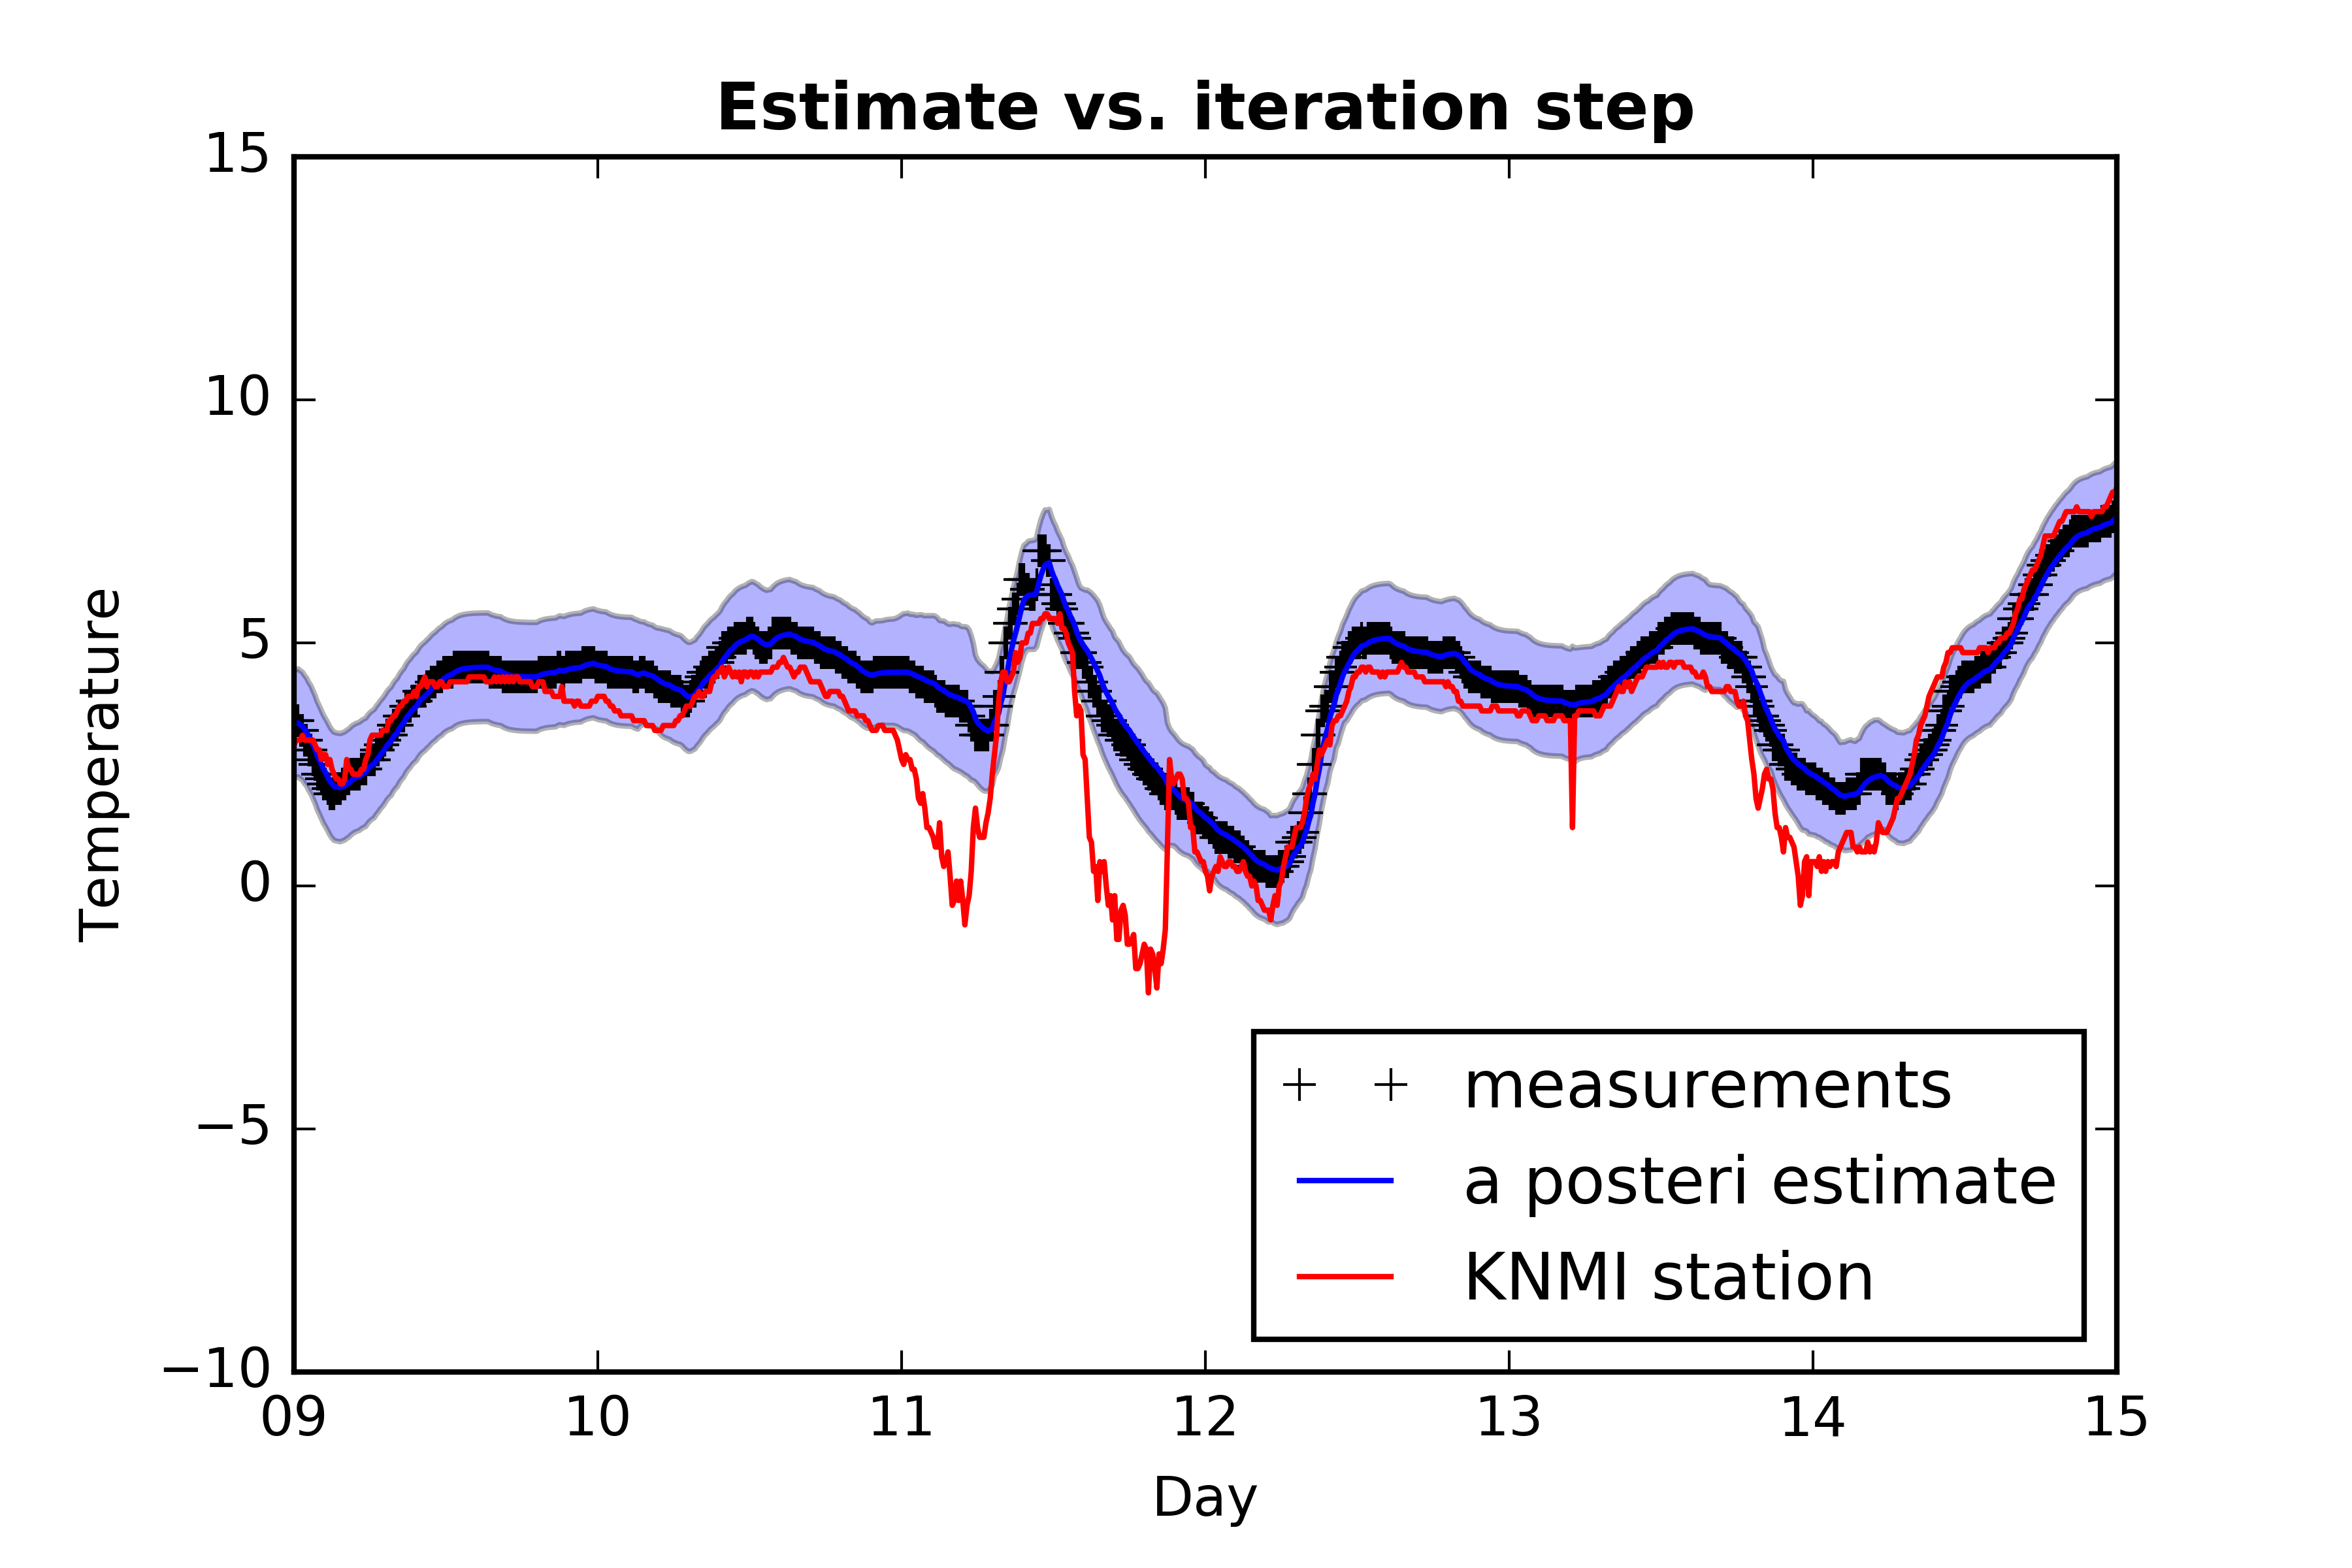 Estimate vs. iteration step
15
10
5
0
−5
−10
Temperature
measurements
a posteri estimate
KNMI station
09 10 11 12 13 14 15
Day